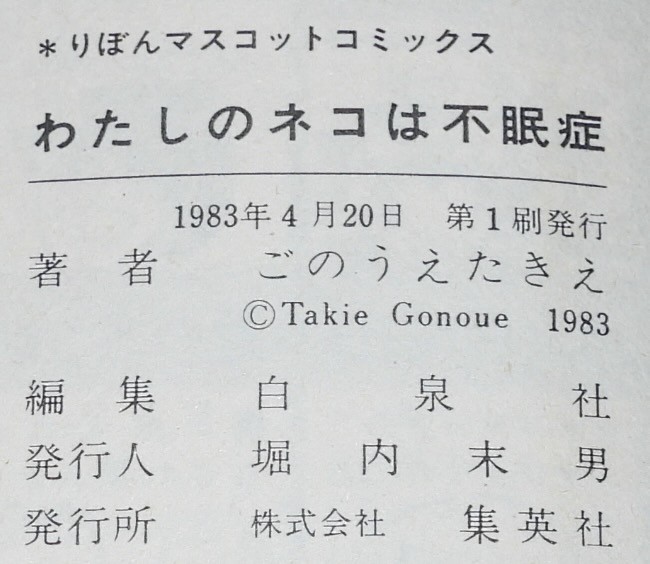 *りぼんマスコットコミックス
わたしのネコは不眠症
1983年4月20日 第1刷発行
著者 ごのうえたきえ
©Takie Gonoue 1983
編集 白泉社
発行人 堀内末男
発行所 株式会社 集英社